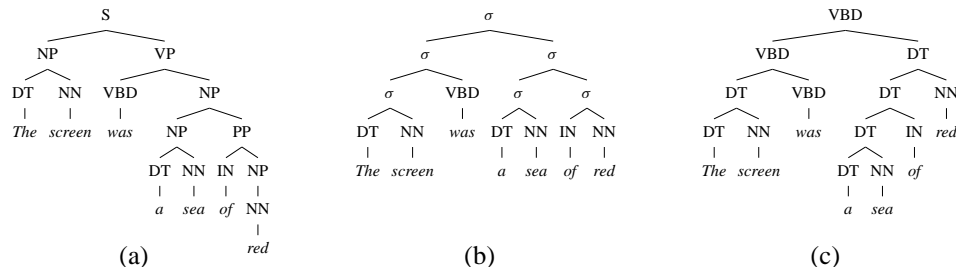 S σ VBD
NP VP σ σ VBD DT
DT NN VBD NP σ VBD σ σ DT VBD DT NN
The screen was NP PP DT NN was DT NN IN NN DT NN was DT IN red
DT NN IN NP The screen a sea of red The screen DT NN of
a sea of NN a sea
red
(a) (b) (c)